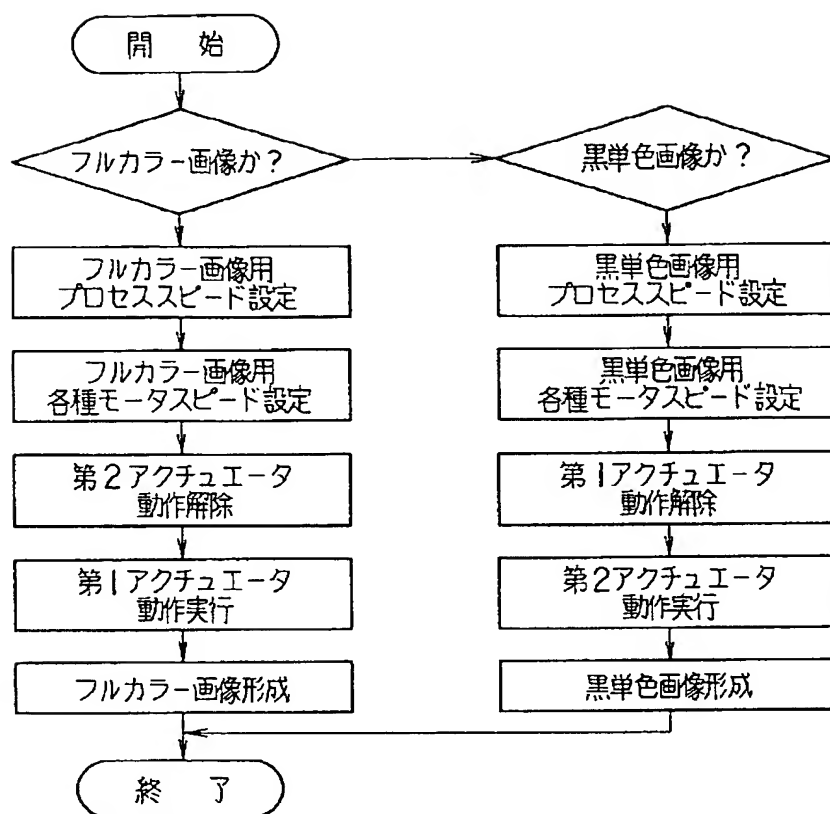 開 始
フルカラー画像か？
フルカラー画像用
プロセススピード設定
フルカラー画像用
各種モータスピード設定
第2アクチュエータ
動作解除
第1アクチュエータ
動作実行
フルカラー画像形成
黒単色画像か？
黒単色画像用
プロセススピード設定
黒単色画像用
各種モータスピード設定
第1アクチュエータ
動作解除
第2アクチュエータ
動作実行
黒単色画像形成
終 了